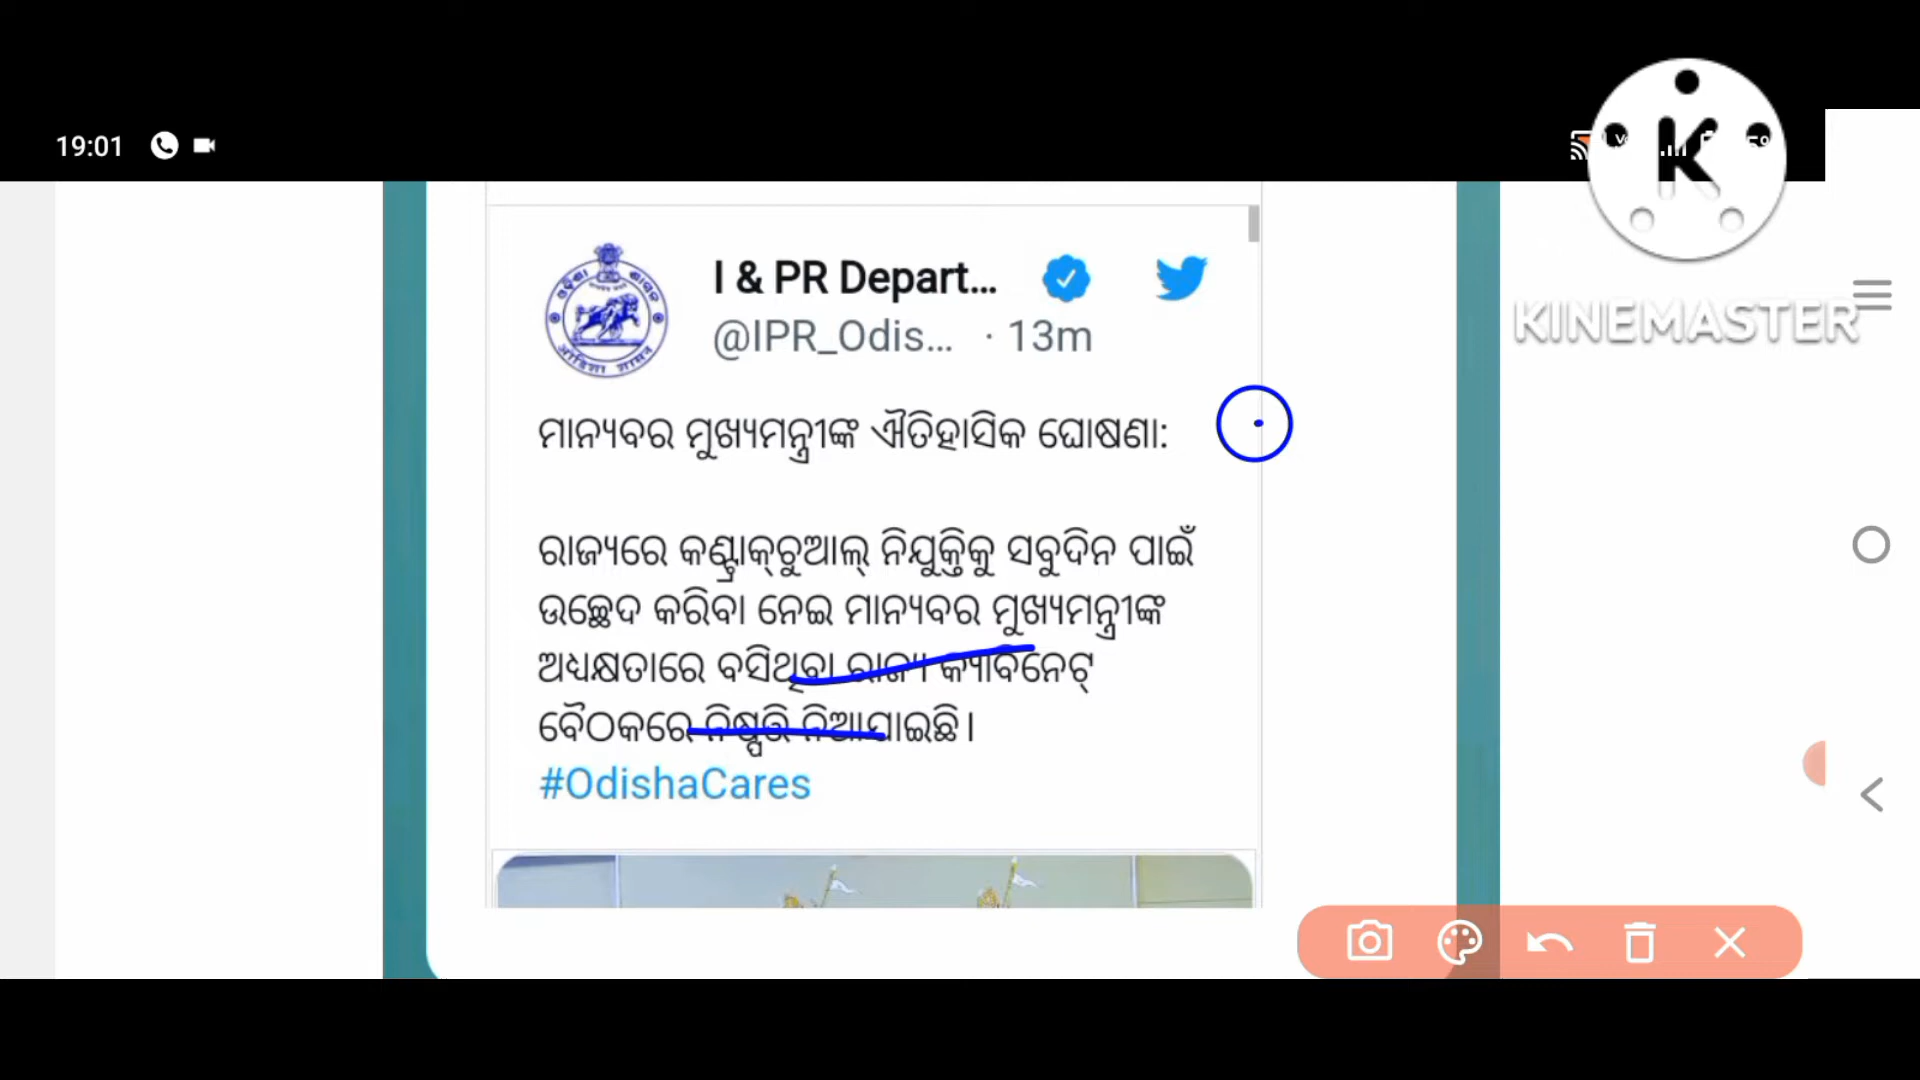 19:01
KINEMASTER
I & PR Depart...
@IPR_Odis... · 13m
ମାନ୍ୟବର ମୁଖ୍ୟମନ୍ତ୍ରୀଙ୍କ ଐତିହାସିକ ଘୋଷଣା:
ରାଜ୍ୟରେ କଣ୍ଟ୍ରାକ୍‌ଚୁଆଲ୍ ନିଯୁକ୍ତିକୁ ସବୁଦିନ ପାଇଁ
ଉଚ୍ଛେଦ କରିବା ନେଇ ମାନ୍ୟବର ମୁଖ୍ୟମନ୍ତ୍ରୀଙ୍କ
ଅଧ୍ୟକ୍ଷତାରେ ବସିଥିବା ରାଜ୍ୟ କ୍ୟାବିନେଟ୍
ବୈଠକରେ ନିଷ୍ପତ୍ତି ନିଆଯାଇଛି।
#OdishaCares